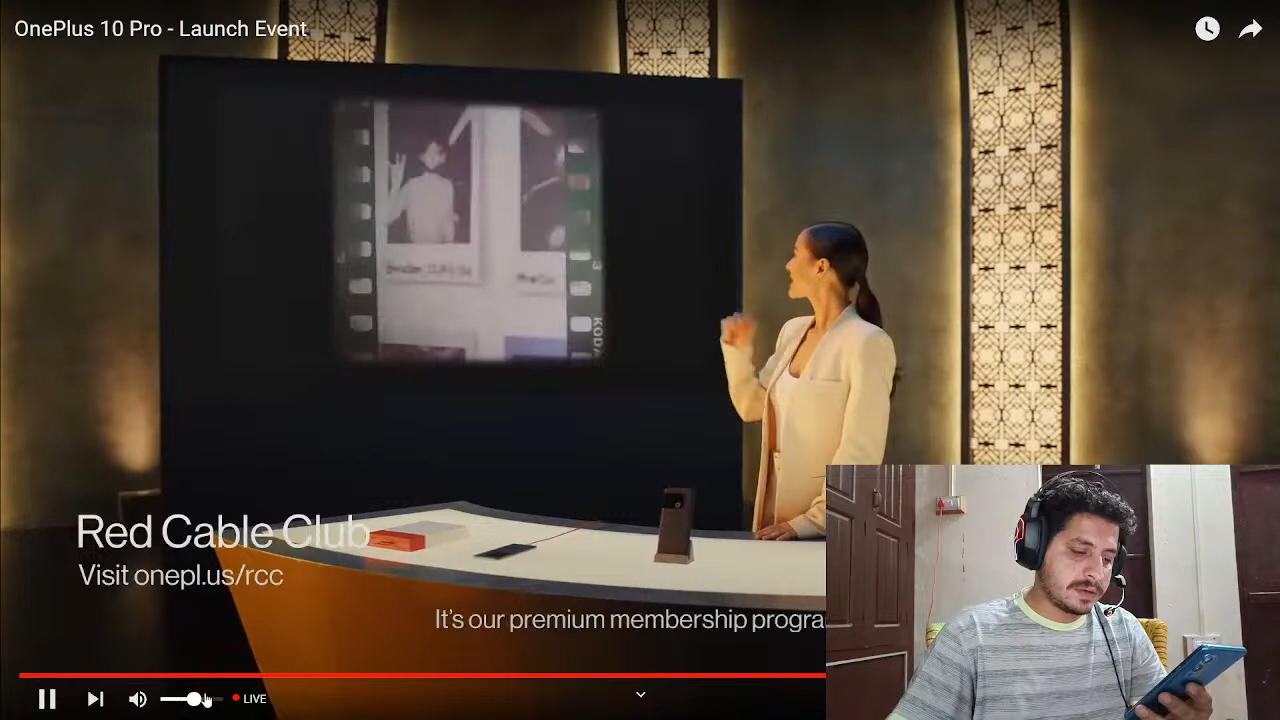 OnePlus 10 Pro - Launch Event
Red Cable Club
Visit onepl.us/rcc
It's our premium membership progra
LIVE